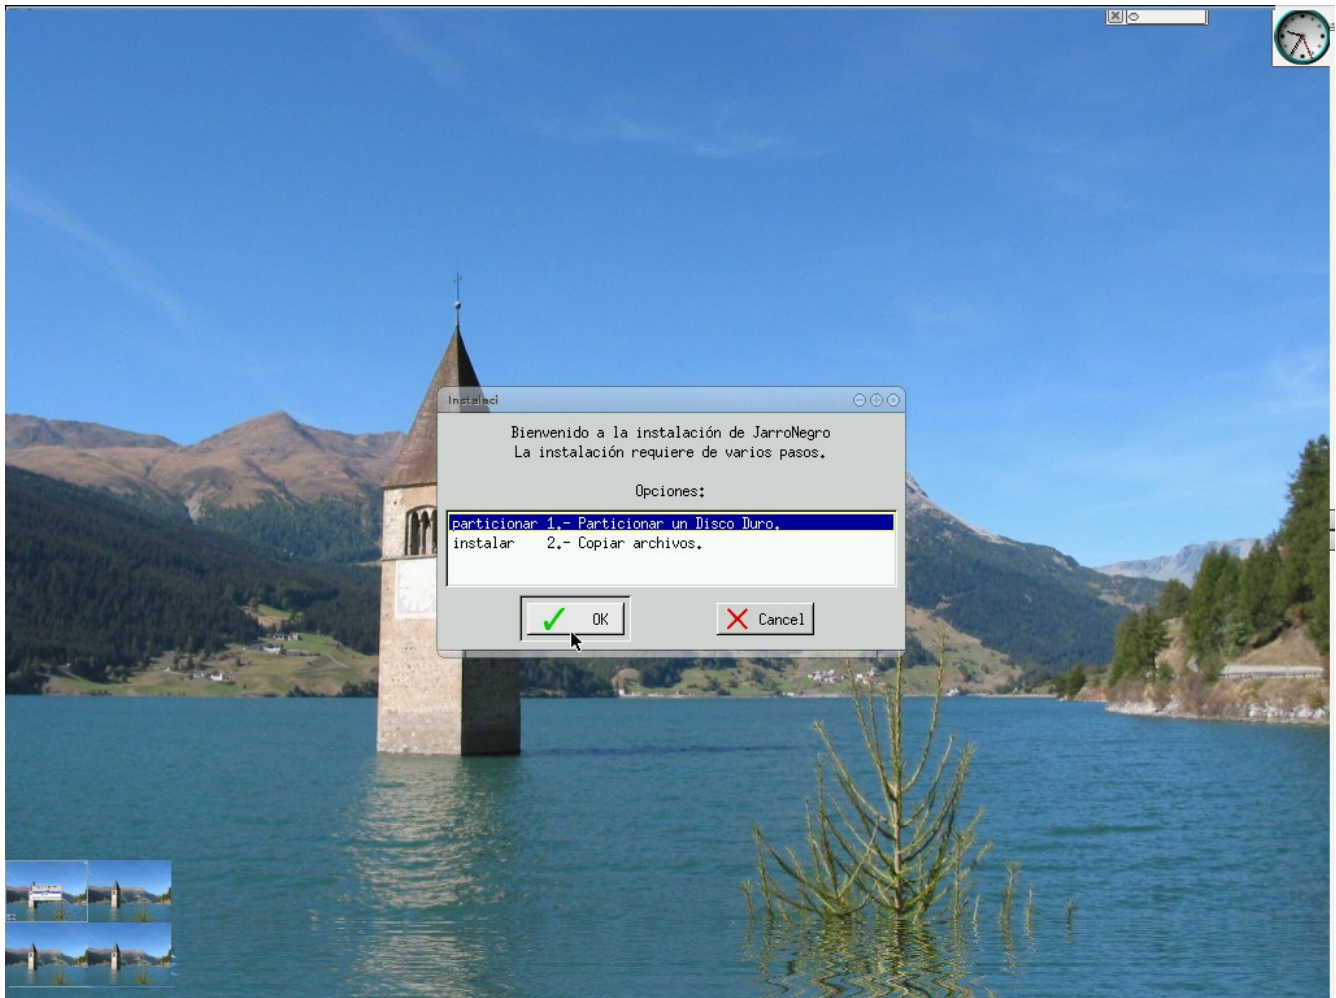 Instalaci
Bienvenido a la instalación de JarroNegro
La instalación requiere de varios pasos.
Opciones:
particionar 1.- Particionar un Disco Duro.
instalar 2.- Copiar archivos.
OK
Cancel